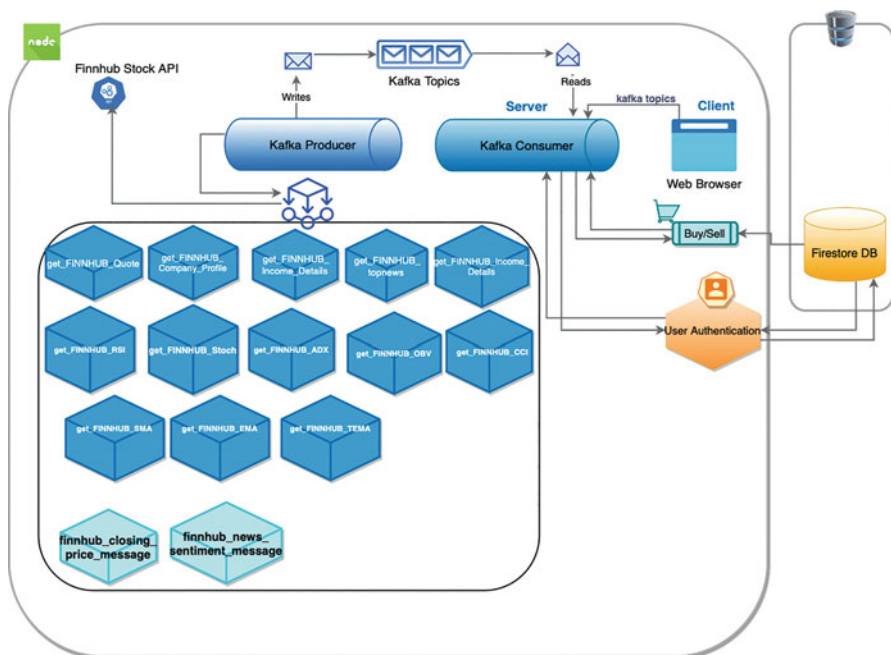 node
Finnhub Stock API
Writes
Kafka Topics
Reads
Server
kafka topics
Client
Kafka Producer
Kafka Consumer
Web Browser
Buy/Sell
Firestore DB
User Authentication
get_FINNHUB_Quote
get_FINNHUB_
Company_Profile
get_FINNHUB_
Income_Details
get_FINNHUB_
topnews
get_FINNHUB_Income_
Details
get_FINNHUB_RSI
get_FINNHUB_Stoch
get_FINNHUB_ADX
get_FINNHUB_OBV
get_FINNHUB_CCI
get_FINNHUB_SMA
get_FINNHUB_EMA
get_FINNHUB_TEMA
finnhub_closing_
price_message
finnhub_news_
sentiment_message